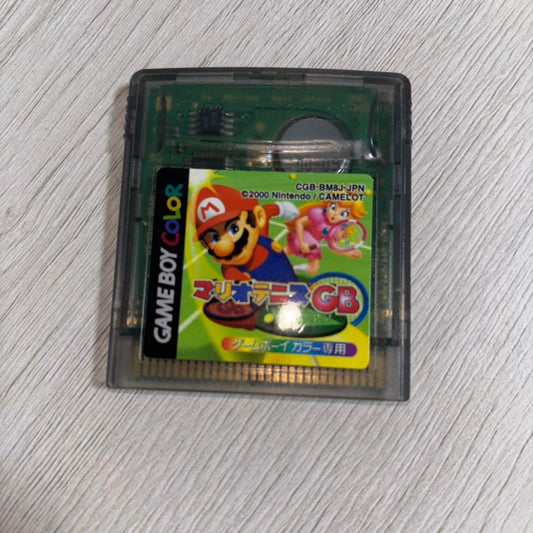 CGB-BM8J-JPN
©2000 Nintendo / CAMELOT
GAME BOY COLOR
M
マリオテニスGB
ゲームボーイ カラー専用